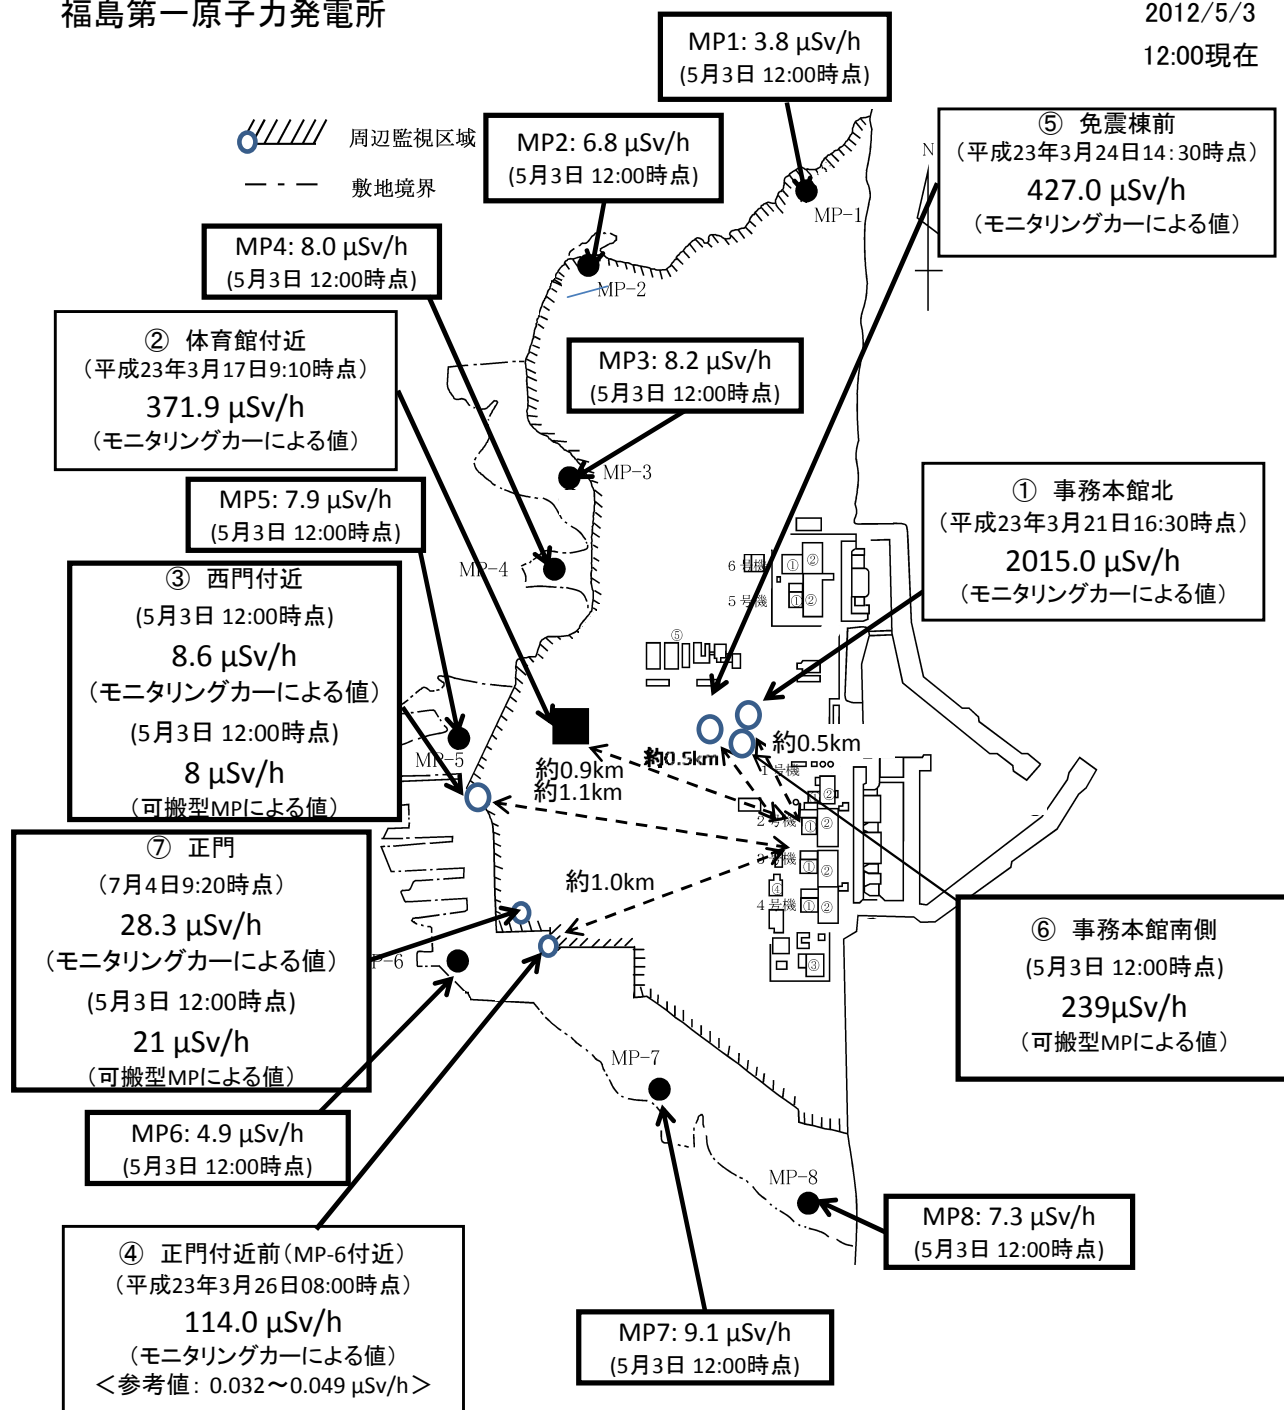 福島第一原子力発電所
2012/5/3
12:00現在
周辺監視区域
敷地境界
MP1: 3.8 μSv/h
(5月3日 12:00時点)
MP2: 6.8 μSv/h
(5月3日 12:00時点)
⑤ 免震棟前
（平成23年3月24日14:30時点）
427.0 μSv/h
（モニタリングカーによる値）
N
MP-1
MP4: 8.0 μSv/h
(5月3日 12:00時点)
MP-2
② 体育館付近
（平成23年3月17日9:10時点）
371.9 μSv/h
（モニタリングカーによる値）
MP3: 8.2 μSv/h
(5月3日 12:00時点)
MP-3
MP5: 7.9 μSv/h
(5月3日 12:00時点)
① 事務本館北
（平成23年3月21日16:30時点）
2015.0 μSv/h
（モニタリングカーによる値）
MP-4
6号機
① ②
5号機
① ②
⑤
③ 西門付近
(5月3日 12:00時点)
8.6 μSv/h
（モニタリングカーによる値）
(5月3日 12:00時点)
8 μSv/h
（可搬型MPによる値）
MP-5
約0.9km
約1.1km
約0.5km
約0.5km
1号機
① ②
2号機
① ②
3号機
① ②
④
4号機
① ②
③
約1.0km
⑦ 正門
(7月4日9:20時点)
28.3 μSv/h
（モニタリングカーによる値）
(5月3日 12:00時点)
21 μSv/h
（可搬型MPによる値）
P-6
⑥ 事務本館南側
(5月3日 12:00時点)
239μSv/h
（可搬型MPによる値）
MP-7
MP6: 4.9 μSv/h
(5月3日 12:00時点)
MP-8
MP8: 7.3 μSv/h
(5月3日 12:00時点)
④ 正門付近前（MP-6付近）
（平成23年3月26日08:00時点）
114.0 μSv/h
（モニタリングカーによる値）
＜参考値： 0.032～0.049 μSv/h＞
MP7: 9.1 μSv/h
(5月3日 12:00時点)